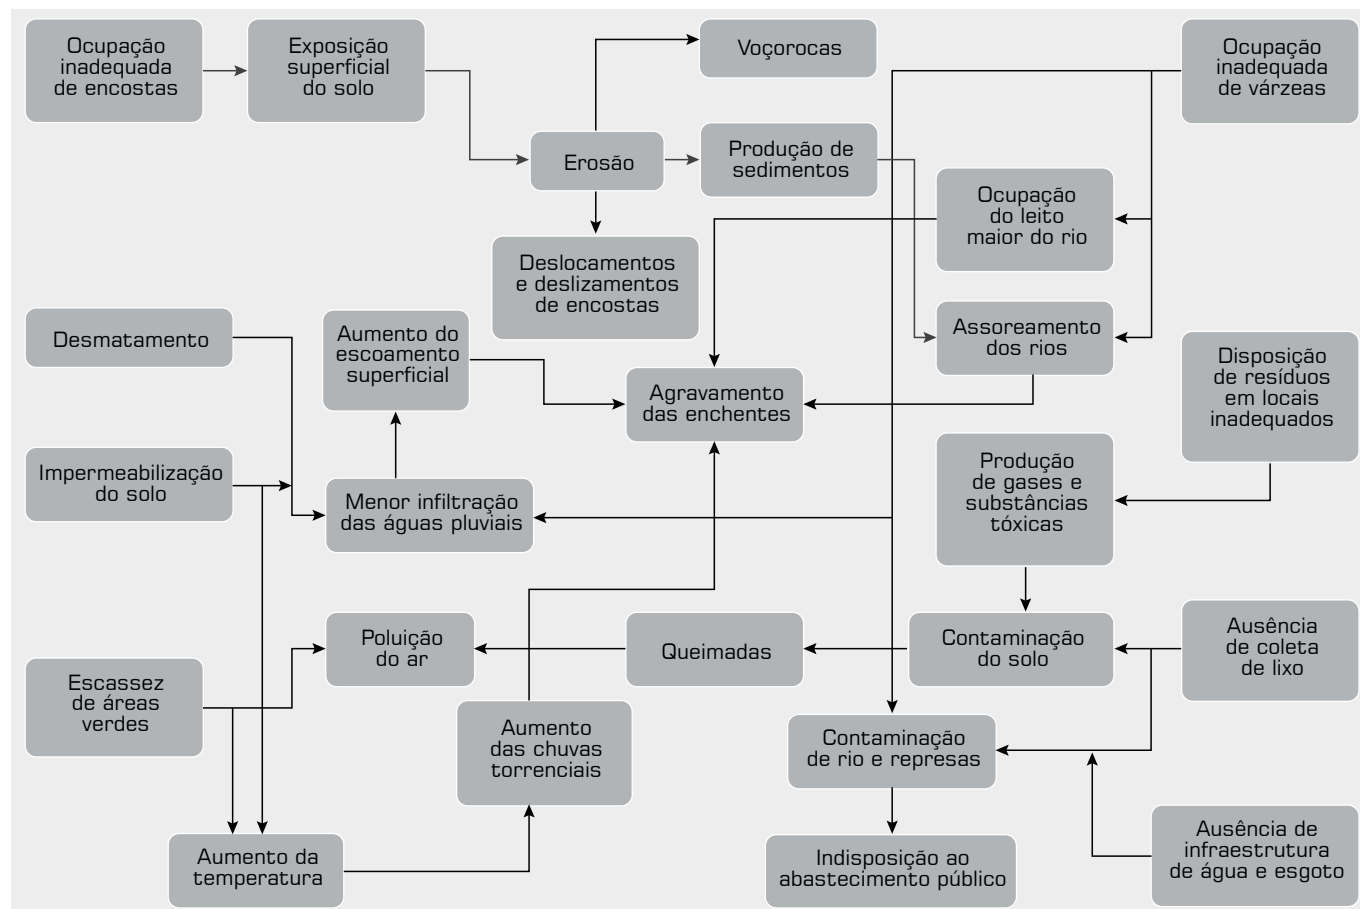 Ocupação
inadequada
de encostas
Exposição
superficial
do solo
Voçorocas
Ocupação
inadequada
de várzeas
Erosão
Produção de
sedimentos
Ocupação
do leito
maior do rio
Deslocamentos
e deslizamentos
de encostas
Desmatamento
Aumento do
escoamento
superficial
Assoreamento
dos rios
Disposição
de resíduos
em locais
inadequados
Agravamento
das enchentes
Impermeabilização
do solo
Menor infiltração
das águas pluviais
Produção
de gases e
substâncias
tóxicas
Poluição
do ar
Queimadas
Contaminação
do solo
Ausência
de coleta
de lixo
Escassez
de áreas
verdes
Aumento
das chuvas
torrenciais
Contaminação
de rio e represas
Aumento da
temperatura
Indisposição ao
abastecimento público
Ausência de
infraestrutura
de água e esgoto